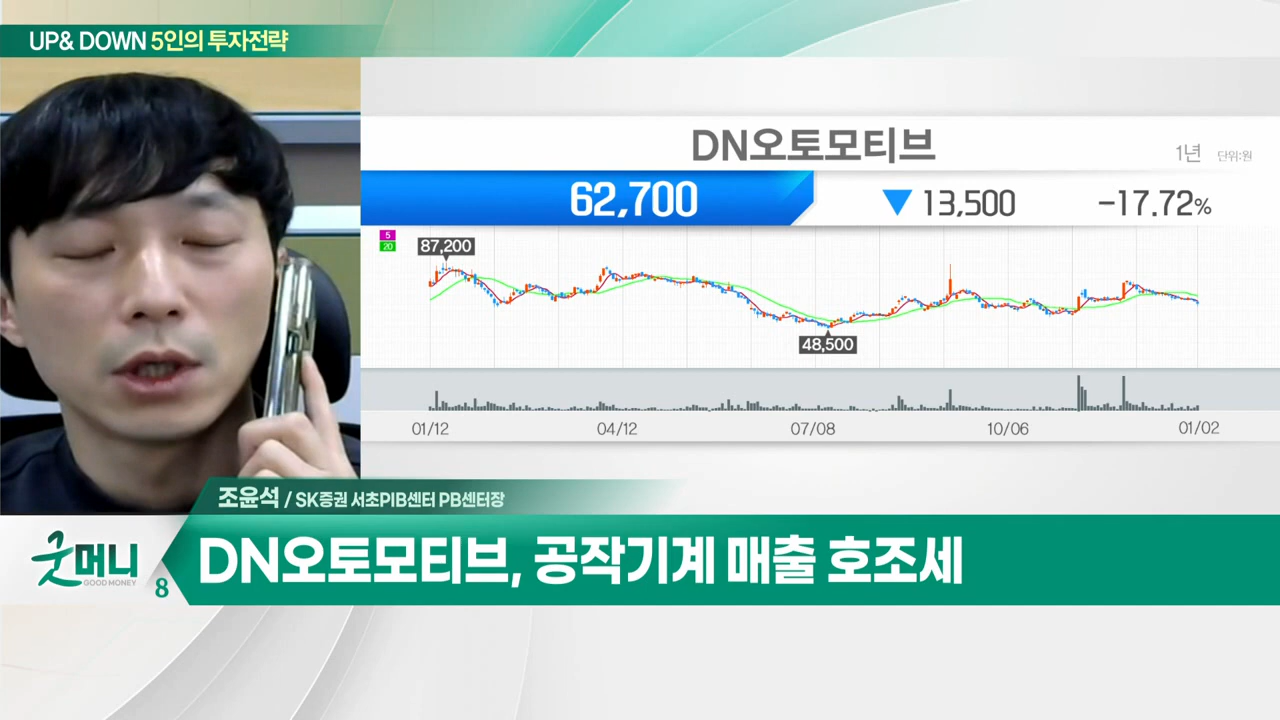 UP& DOWN 5인의 투자전략
DN오토모티브
1년 단위:원
62,700 ▼ 13,500 -17.72%
5
20
87,200
48,500
01/12 04/12 07/08 10/06 01/02
조윤석 / SK증권 서초PIB센터 PB센터장
굿머니
GOOD MONEY
8
DN오토모티브, 공작기계 매출 호조세